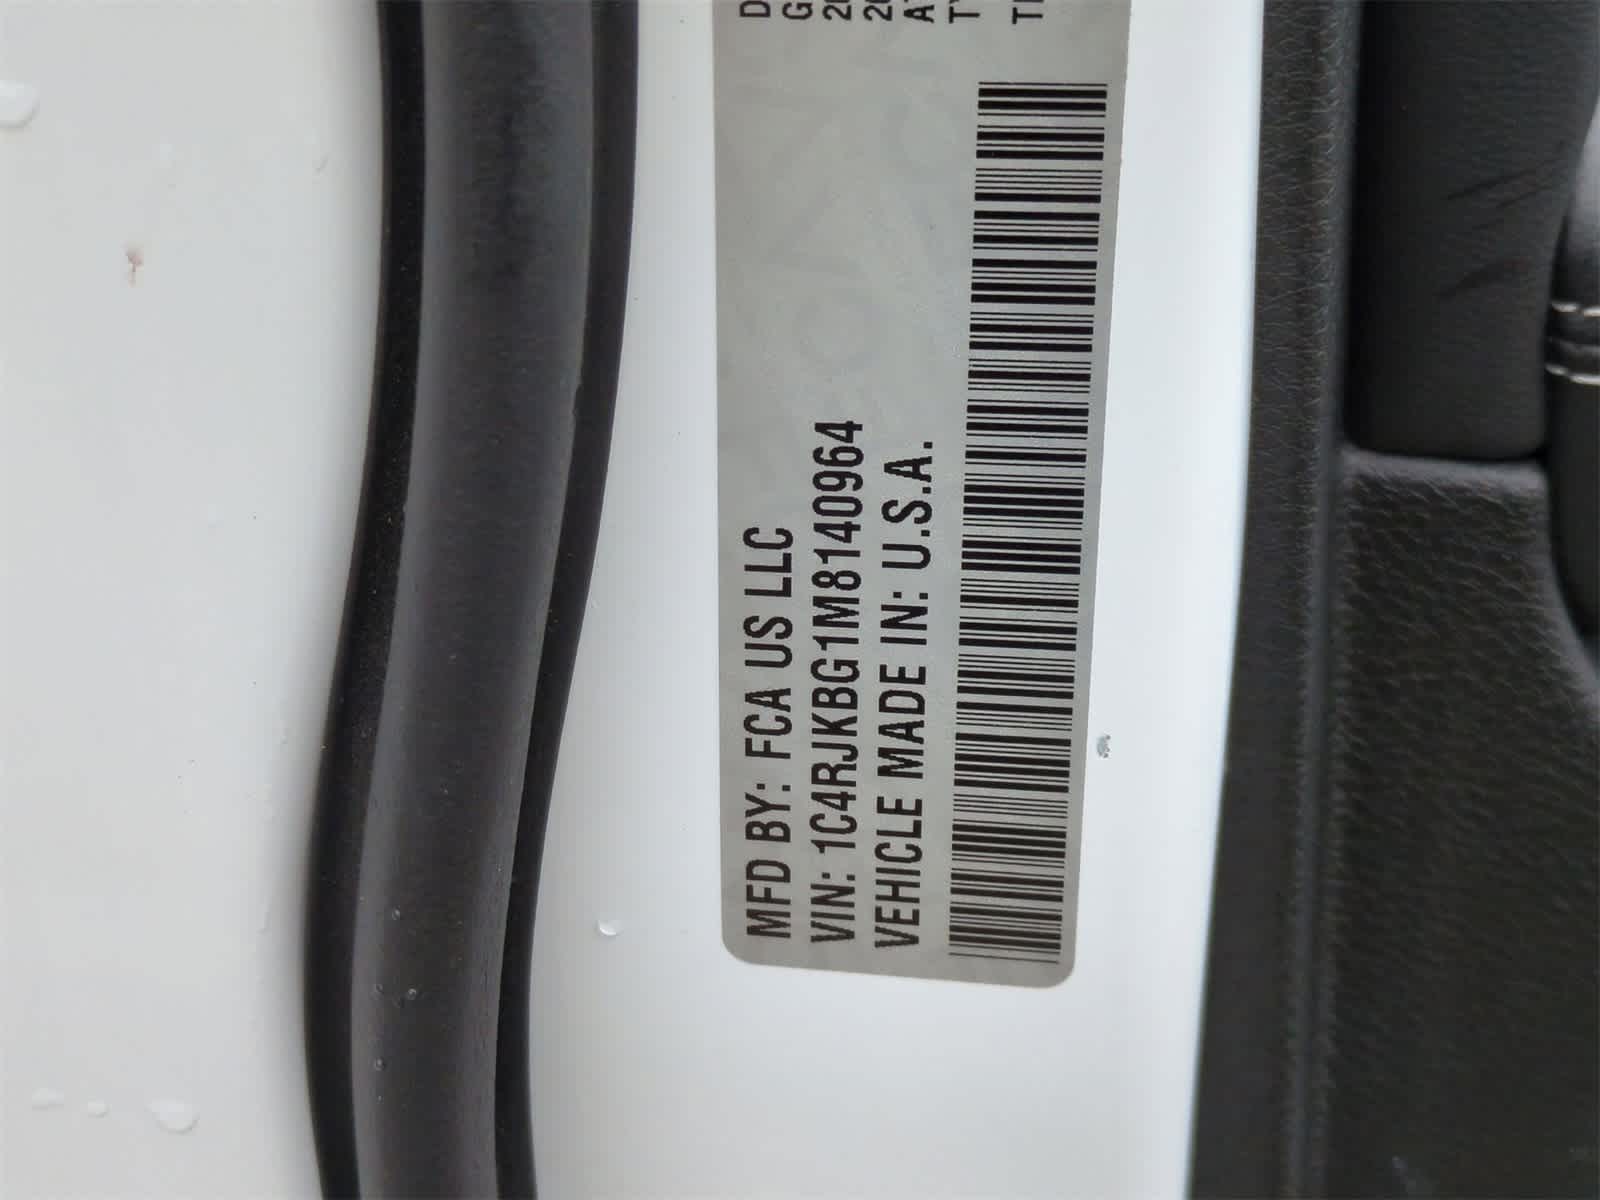 MFD BY: FCA US LLC
VIN: 1C4RJKBG1M8140964
VEHICLE MADE IN: U.S.A.